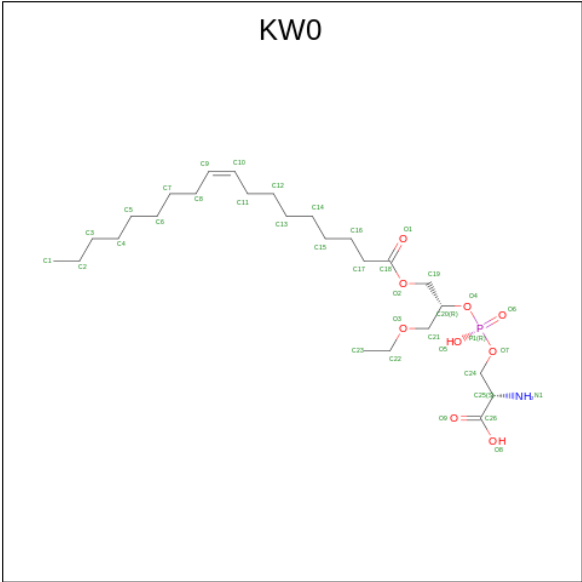 KW0
C9 C10
C7 C12
C8 C11
C5 C14
C6 C13
C3 C16 O1
C4 C15
C1 C2 C17 C18 C19
O O6
O O2 O4
O3 C20(R) O O
O C21 HO P P1(R)
C23 C22 O5 O O7
C24
C25(S) NH₂ N1
O9 O C26
OH
O8